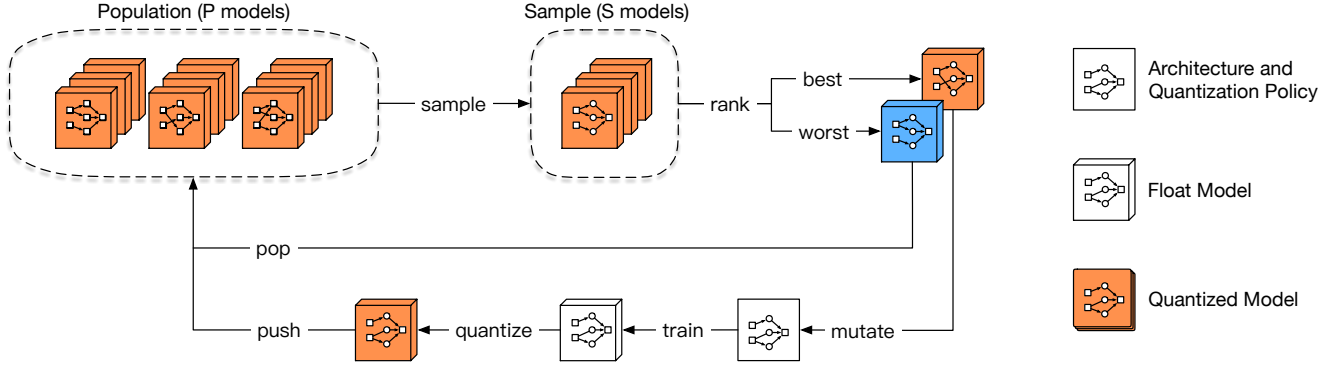 Population (P models)
Sample (S models)
sample
rank
best
worst
pop
push
quantize
train
mutate
Architecture and
Quantization Policy
Float Model
Quantized Model